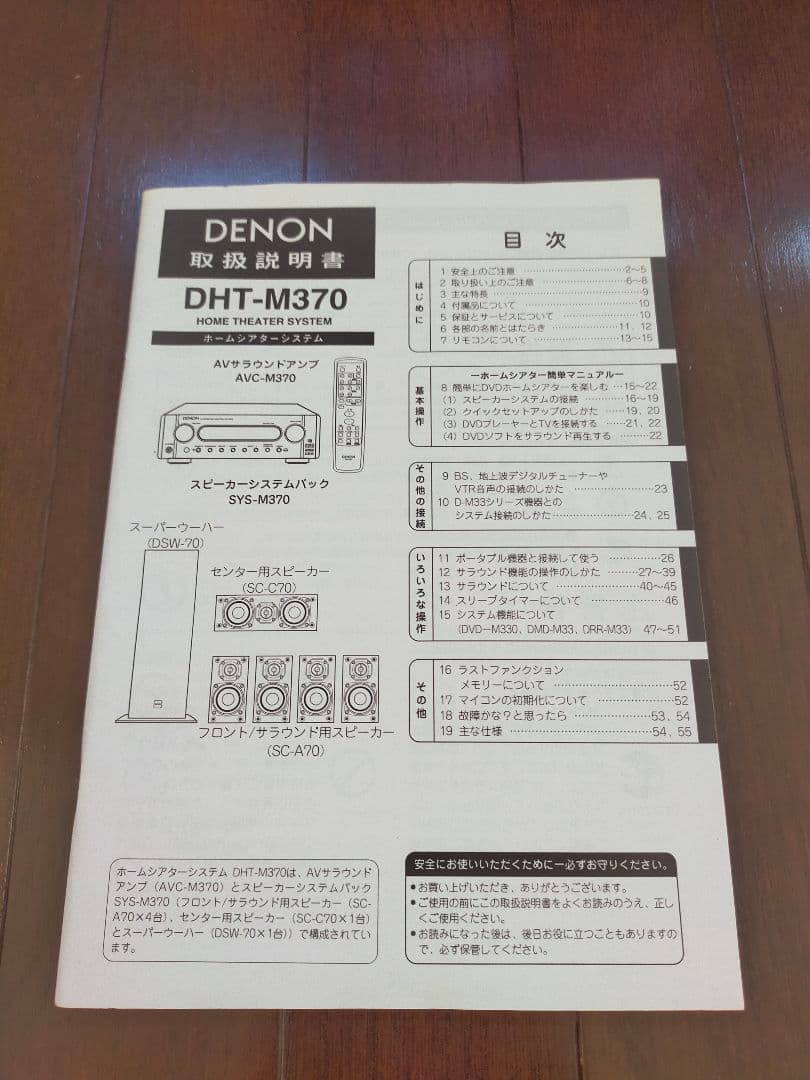 DENON
取扱説明書
DHT-M370
HOME THEATER SYSTEM
ホームシアターシステム
AVサラウンドアンプ
AVC-M370
DENON
DENON
スピーカーシステムパック
SYS-M370
スーパーウーハー
(DSW-70)
センター用スピーカー
(SC-C70)
フロント/サラウンド用スピーカー
(SC-A70)
ホームシアターシステム DHT-M370は、AVサラウンド
アンプ（AVC-M370）とスピーカーシステムパック
SYS-M370（フロント/サラウンド用スピーカー（SC-
A70×4台）、センター用スピーカー（SC-C70×1台）
とスーパーウーハー（DSW-70×1台））で構成されてい
ます。
目 次
はじめに
1 安全上のご注意 ……………………2〜5
2 取り扱い上のご注意 ………………6〜8
3 主な特長 ……………………………9
4 付属品について ……………………10
5 保証とサービスについて …………10
6 各部の名前とはたらき ………11、12
7 リモコンについて ……………13〜15
基本操作
ーホームシアター簡単マニュアルー
8 簡単にDVDホームシアターを楽しむ …15〜22
(1) スピーカーシステムの接続 ………16〜19
(2) クイックセットアップのしかた ……19、20
(3) DVDプレーヤーとTVを接続する ……21、22
(4) DVDソフトをサラウンド再生する ………22
その他の接続
9 BS、地上波デジタルチューナーや
VTR音声の接続のしかた ………………23
10 D-M33シリーズ機器との
システム接続のしかた ……………24、25
いろいろな操作
11 ポータブル機器と接続して使う ……………26
12 サラウンド機能の操作のしかた ………27〜39
13 サラウンドについて ……………40〜45
14 スリープタイマーについて ………………46
15 システム機能について
(DVD－M330、DMD-M33、DRR-M33) 47〜51
その他
16 ラストファンクション
メモリーについて ………………52
17 マイコンの初期化について ……………52
18 故障かな？と思ったら ……………53、54
19 主な仕様 …………………54、55
安全にお使いいただくためにー必ずお守りください。
●お買い上げいただき、ありがとうございます。
●ご使用の前にこの取扱説明書をよくお読みのうえ、正し
くご使用ください。
●お読みになった後は、後日お役に立つこともありますの
で、必ず保管してください。